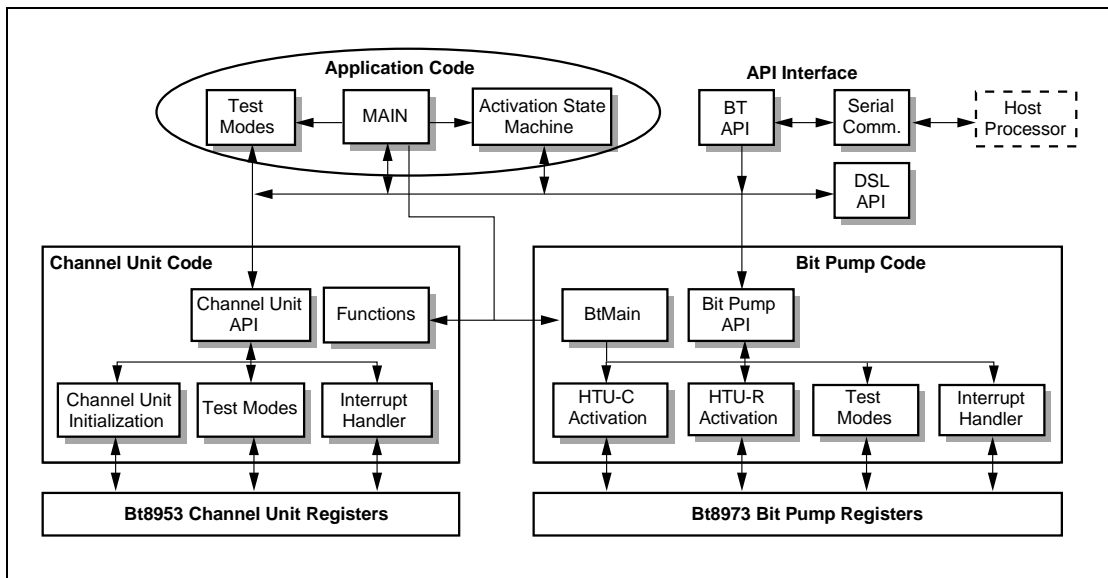 Application Code
API Interface
Test
Modes
MAIN
Activation State
Machine
BT
API
Serial
Comm.
Host
Processor
DSL
API
Channel Unit Code
Bit Pump Code
Channel Unit
API
Functions
BtMain
Bit Pump
API
Channel Unit
Initialization
Test Modes
Interrupt
Handler
HTU-C
Activation
HTU-R
Activation
Test
Modes
Interrupt
Handler
Bt8953 Channel Unit Registers
Bt8973 Bit Pump Registers